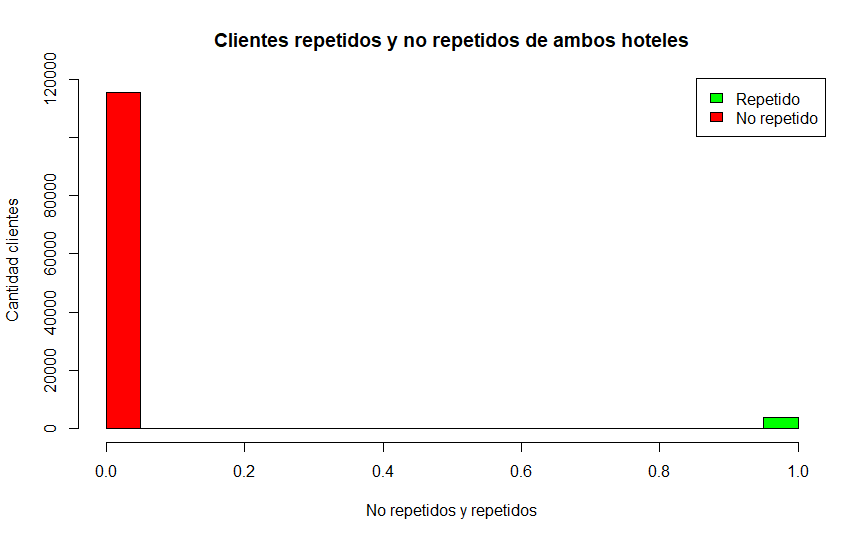 Clientes repetidos y no repetidos de ambos hoteles
Repetido
No repetido
Cantidad clientes
120000
80000
60000
40000
20000
0
0.0 0.2 0.4 0.6 0.8 1.0
No repetidos y repetidos